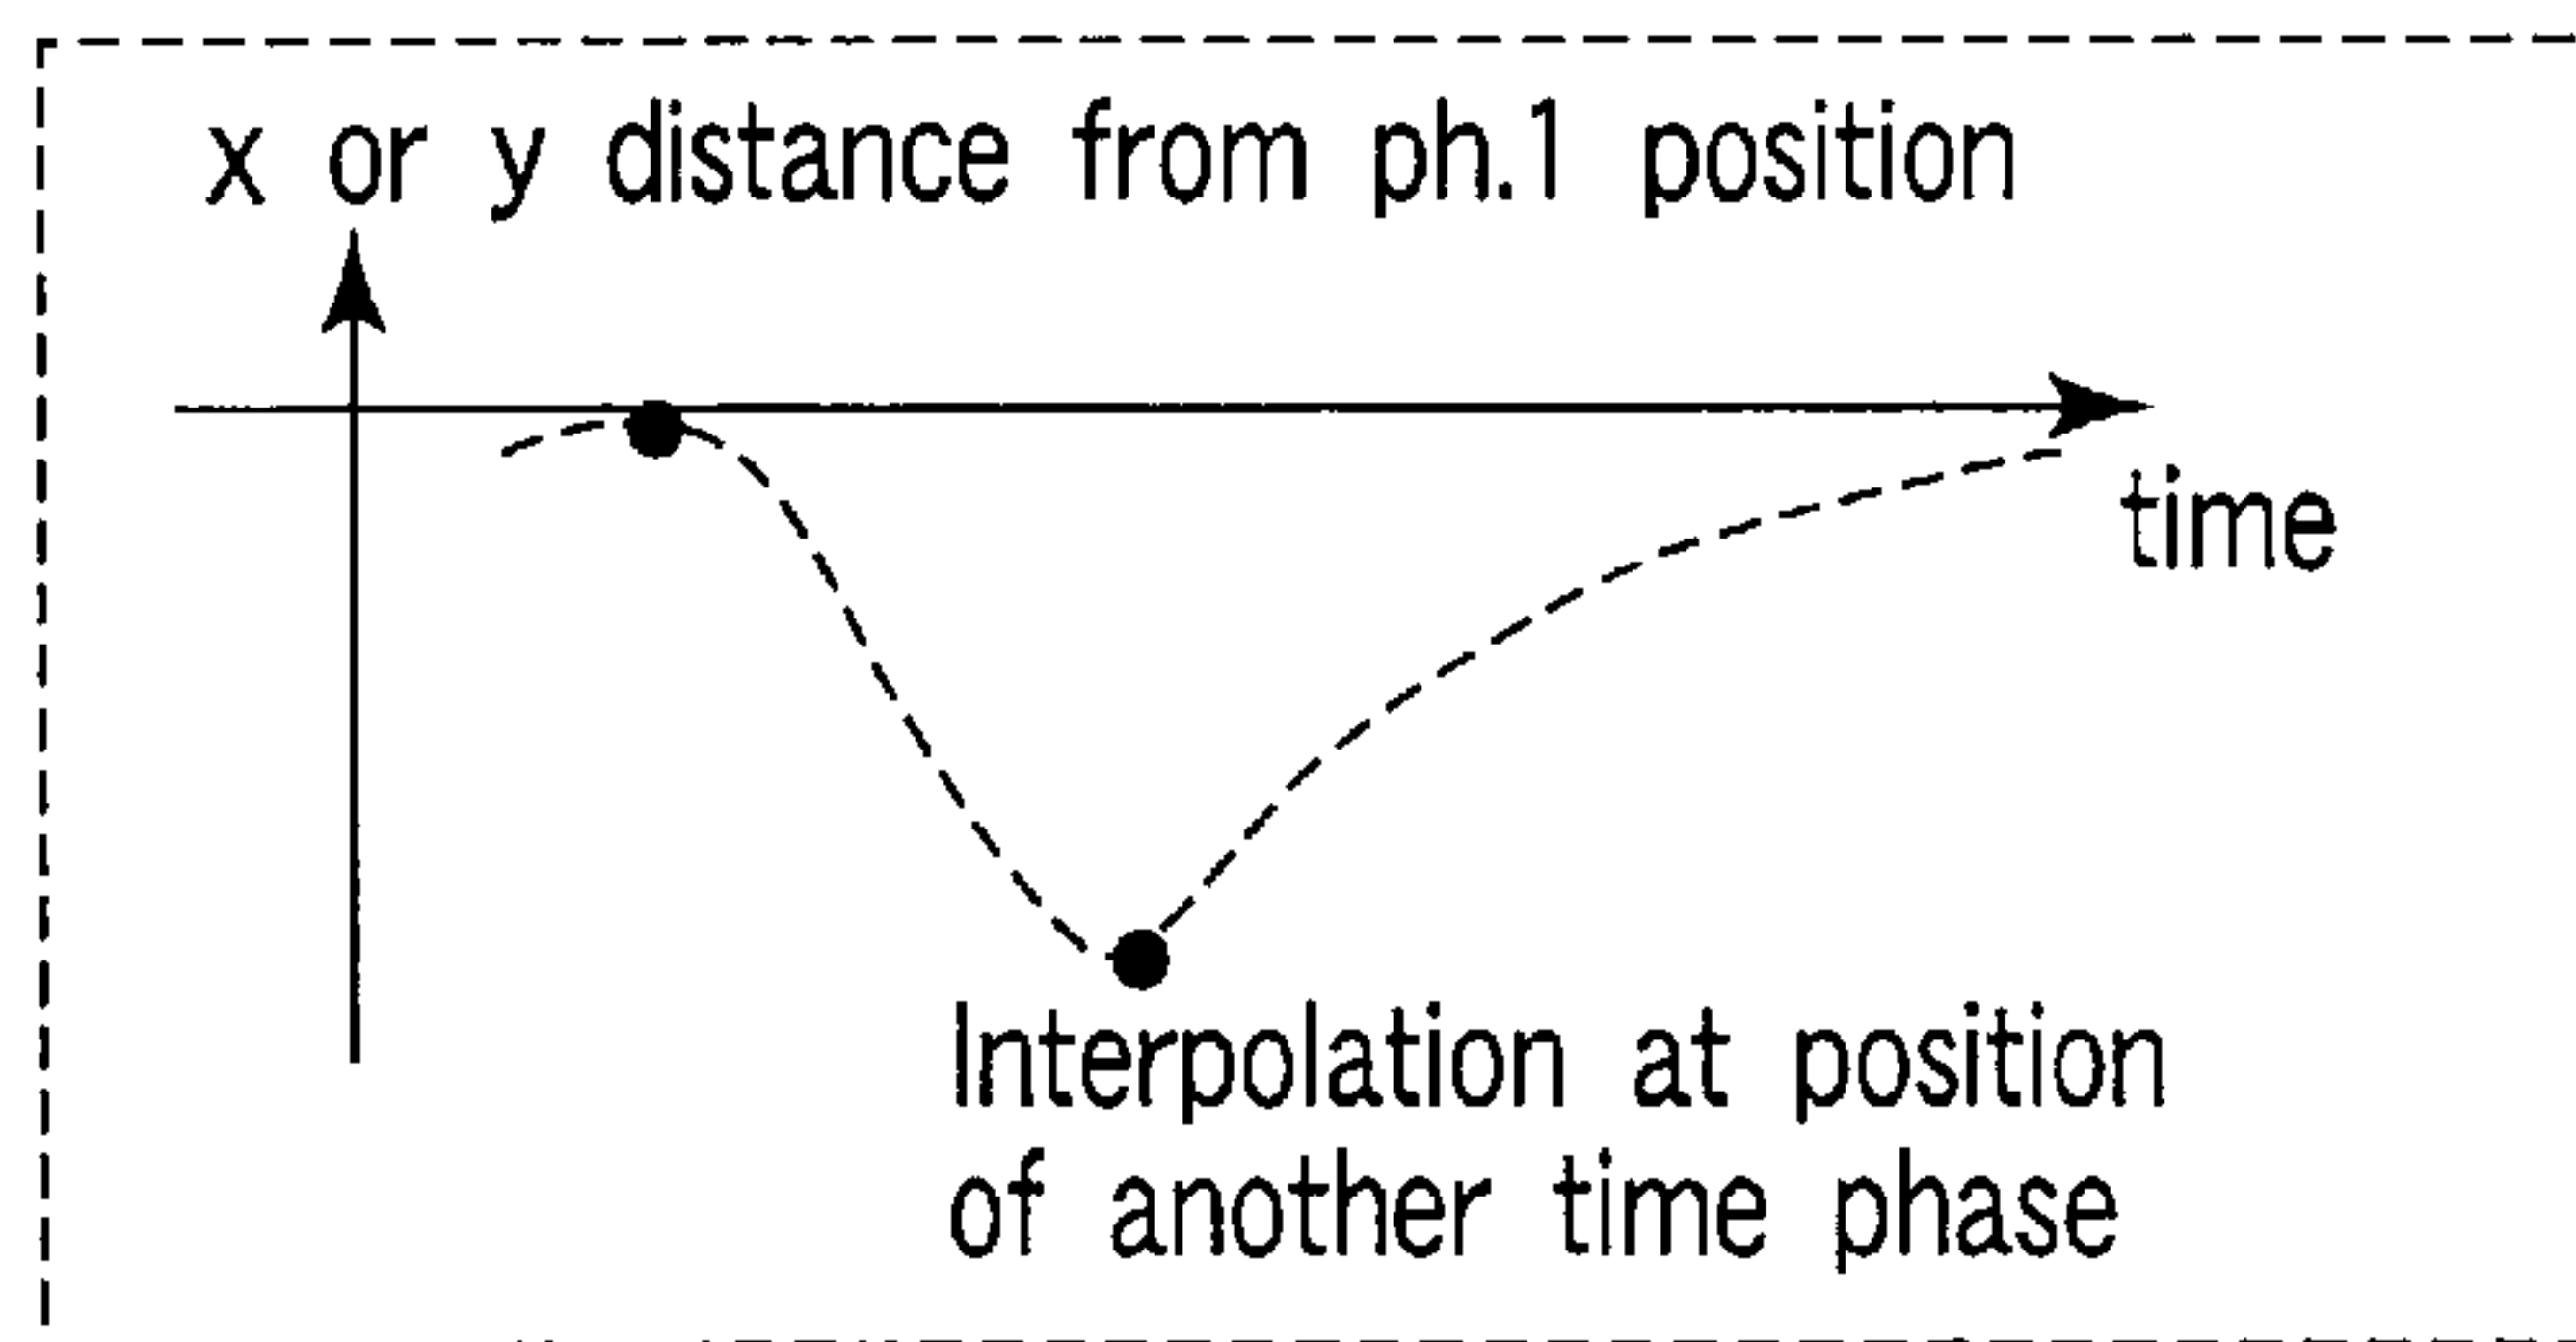 x or y distance from ph.1 position
time
Interpolation at position
of another time phase